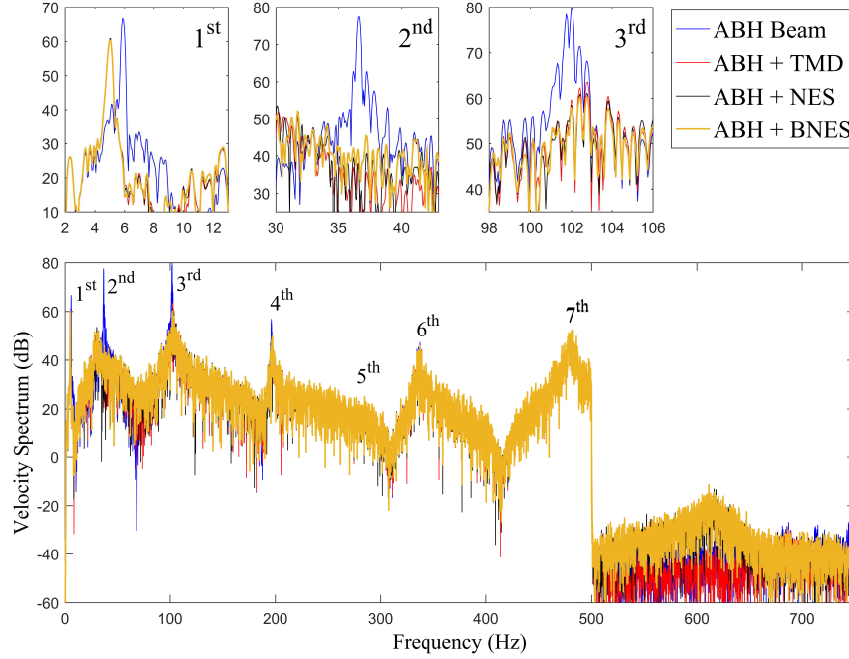 1st
70
60
50
40
30
20
10
2 4 6 8 10 12
2nd
80
70
60
50
40
30
30 35 40
3rd
80
70
60
50
40
98 100 102 104 106
ABH Beam
ABH + TMD
ABH + NES
ABH + BNES
Velocity Spectrum (dB)
80
60
40
20
0
-20
-40
-60
1st 2nd 3rd 4th 5th 6th 7th
0 100 200 300 400 500 600 700
Frequency (Hz)